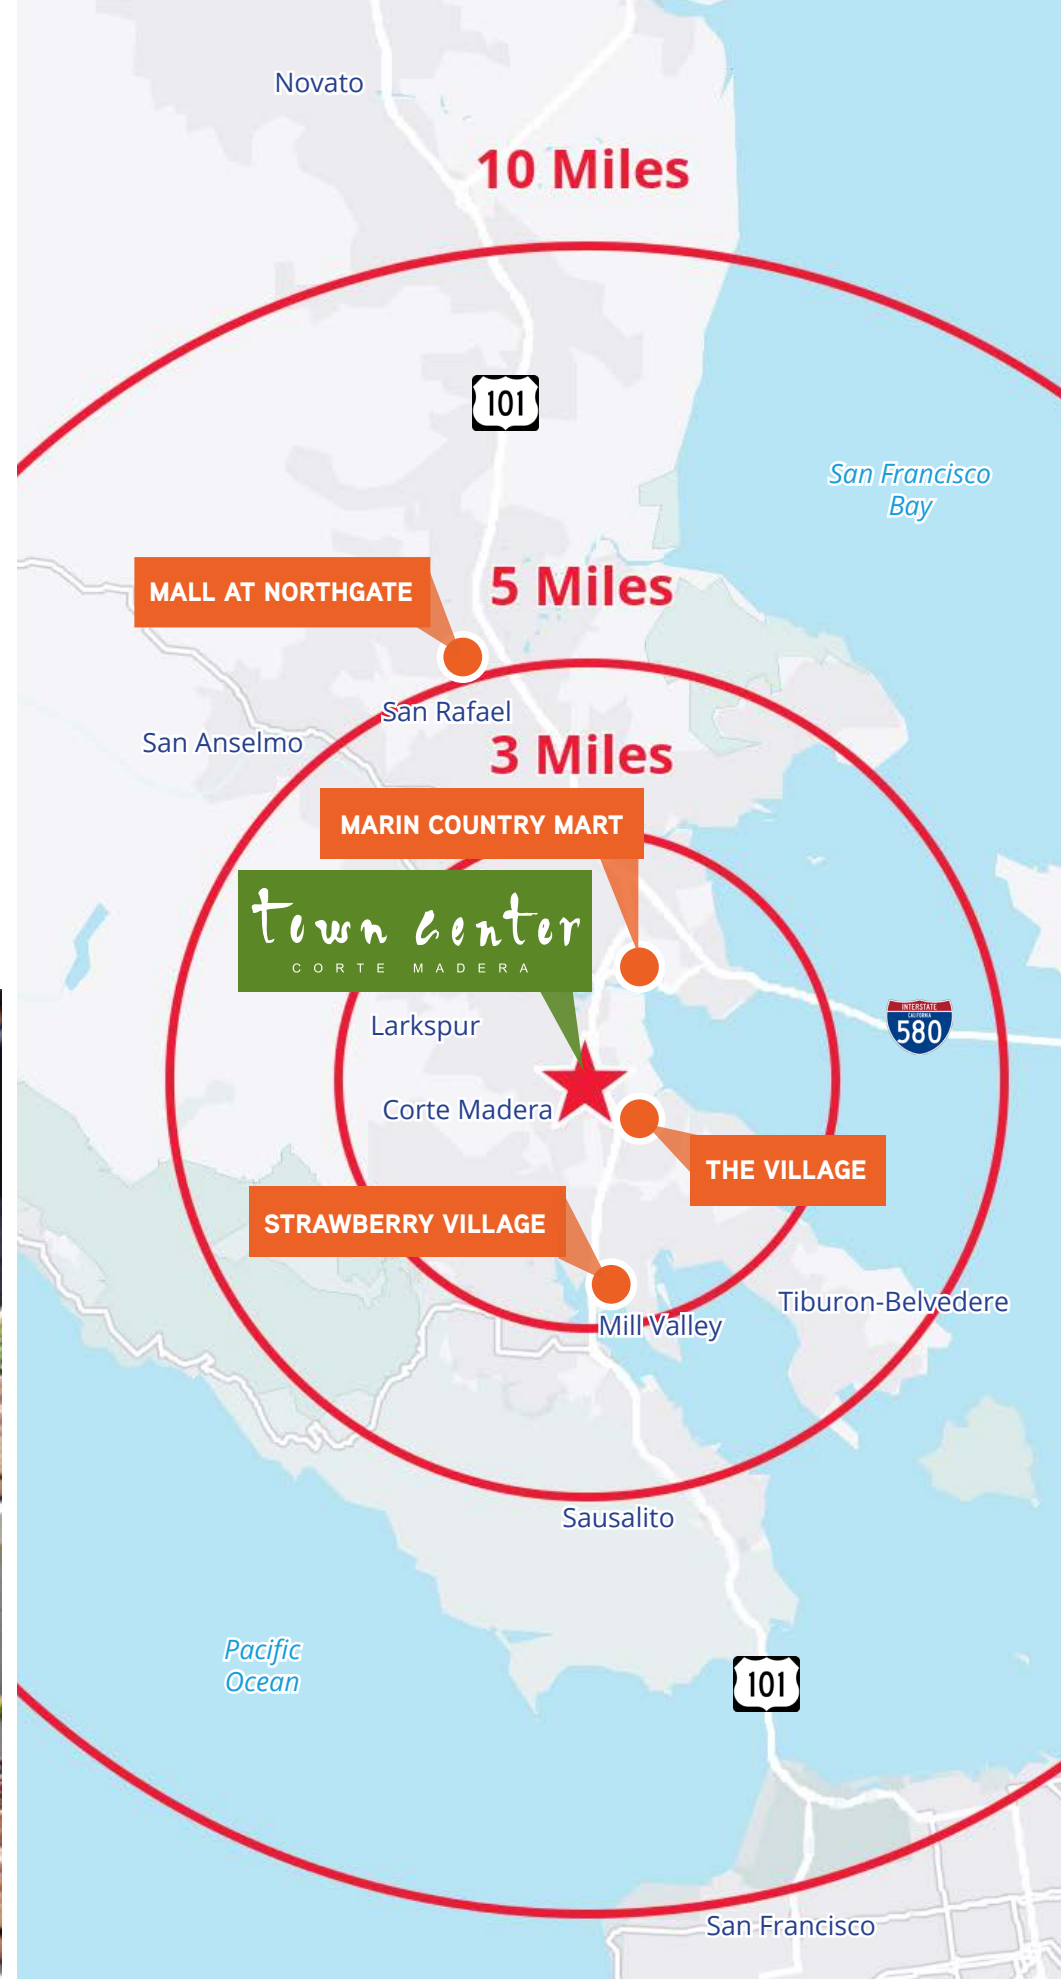 Novato
10 Miles
101
San Francisco
Bay
MALL AT NORTHGATE
5 Miles
San Rafael
San Anselmo
3 Miles
MARIN COUNTRY MART
town center
CORTE MADERA
INTERSTATE
CALIFORNIA
580
Larkspur
Corte Madera
THE VILLAGE
STRAWBERRY VILLAGE
Tiburon-Belvedere
Mill Valley
Sausalito
Pacific
Ocean
101
San Francisco